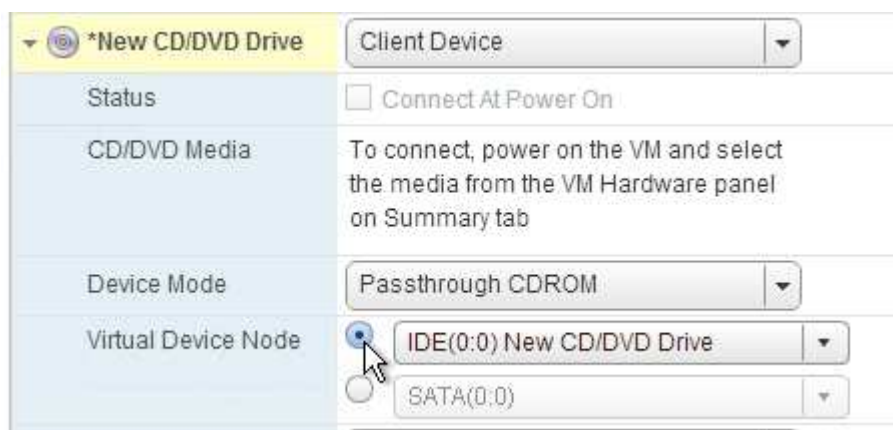 *New CD/DVD Drive
Client Device
Status
Connect At Power On
CD/DVD Media
To connect, power on the VM and select
the media from the VM Hardware panel
on Summary tab
Device Mode
Passthrough CDROM
Virtual Device Node
IDE(0:0) New CD/DVD Drive
SATA(0:0)